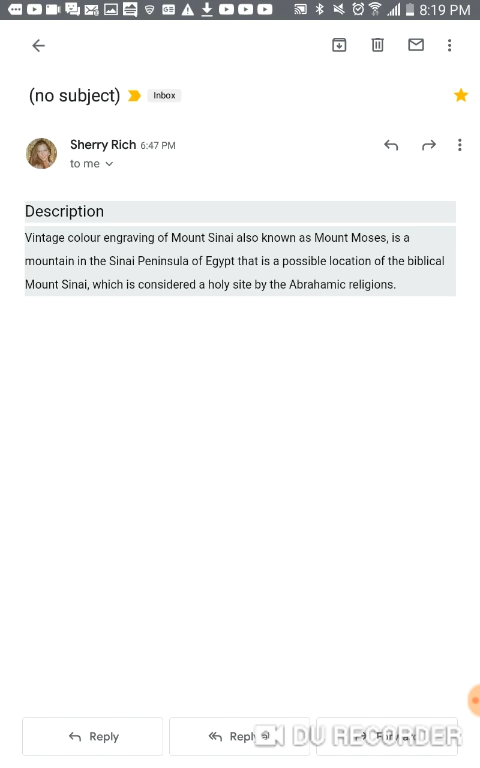 8:19 PM
(no subject) Inbox
Sherry Rich 6:47 PM
to me
Description
Vintage colour engraving of Mount Sinai also known as Mount Moses, is a
mountain in the Sinai Peninsula of Egypt that is a possible location of the biblical
Mount Sinai, which is considered a holy site by the Abrahamic religions.
Reply
DU RECORDER